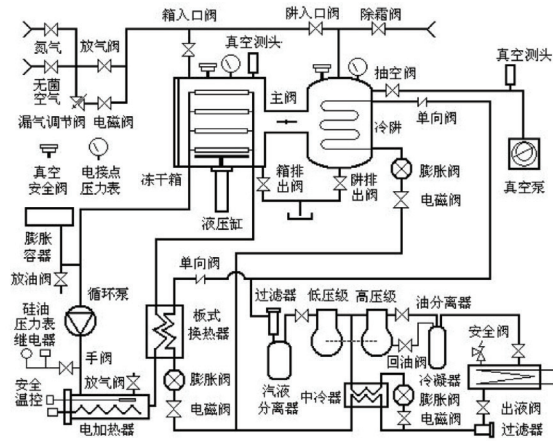 箱入口阀
阱入口阀
除霜阀
氮气
放气阀
真空测头
真空测头
无菌
空气
抽空阀
主阀
单向阀
漏气调节阀
电磁阀
冷阱
真空
安全阀
电接点
压力表
冻干箱
箱排
出阀
阱排
出阀
膨胀阀
真空泵
液压缸
电磁阀
膨胀
容器
放油阀
单向阀
循环泵
过滤器
低压级
高压级
油分离器
硅油
压力表
继电器
板式
换热器
安全阀
手阀
回油阀
放气阀
膨胀阀
汽液
分离器
中冷器
冷凝器
安全
温控
膨胀阀
出液阀
电磁阀
电磁阀
电加热器
过滤器